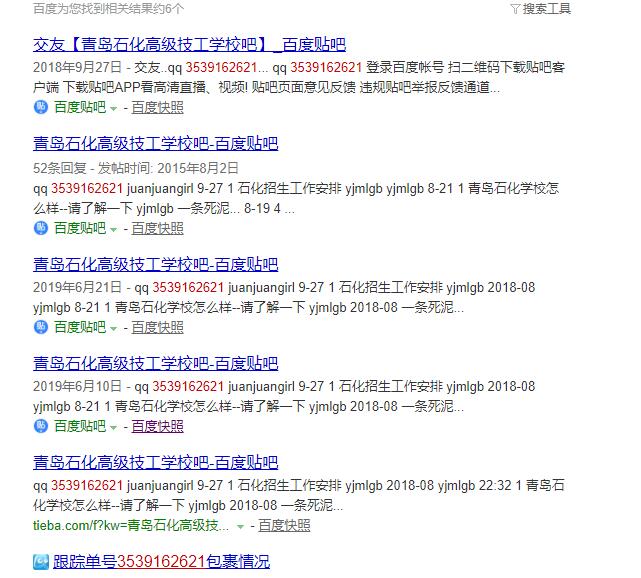 百度为您找到相关结果约6个 搜索工具
交友【青岛石化高级技工学校吧】_百度贴吧
2018年9月27日 - 交友..qq 3539162621... qq 3539162621 登录百度帐号 扫二维码下载贴吧客
户端 下载贴吧APP看高清直播、视频! 贴吧页面意见反馈 违规贴吧举报反馈通道...
贴 百度贴吧 - 百度快照
青岛石化高级技工学校吧-百度贴吧
52条回复 - 发帖时间: 2015年8月2日
qq 3539162621 juanjuangirl 9-27 1 石化招生工作安排 yjmlgb yjmlgb 8-21 1 青岛石化学校怎
么样--请了解一下 yjmlgb 一条死泥... 8-19 4 ...
贴 百度贴吧 - 百度快照
青岛石化高级技工学校吧-百度贴吧
2019年6月21日 - qq 3539162621 juanjuangirl 9-27 1 石化招生工作安排 yjmlgb 2018-08
yjmlgb 8-21 1 青岛石化学校怎么样--请了解一下 yjmlgb 2018-08 一条死泥...
贴 百度贴吧 - 百度快照
青岛石化高级技工学校吧-百度贴吧
2019年6月10日 - qq 3539162621 juanjuangirl 9-27 1 石化招生工作安排 yjmlgb 2018-08
yjmlgb 8-21 1 青岛石化学校怎么样--请了解一下 yjmlgb 2018-08 一条死泥...
贴 百度贴吧 - 百度快照
青岛石化高级技工学校吧-百度贴吧
qq 3539162621 juanjuangirl 9-27 1 石化招生工作安排 yjmlgb 2018-08 yjmlgb 22:32 1 青岛石
化学校怎么样--请了解一下 yjmlgb 2018-08 一条死泥...
tieba.com/f?kw=青岛石化高级技... - 百度快照
跟踪单号3539162621包裹情况